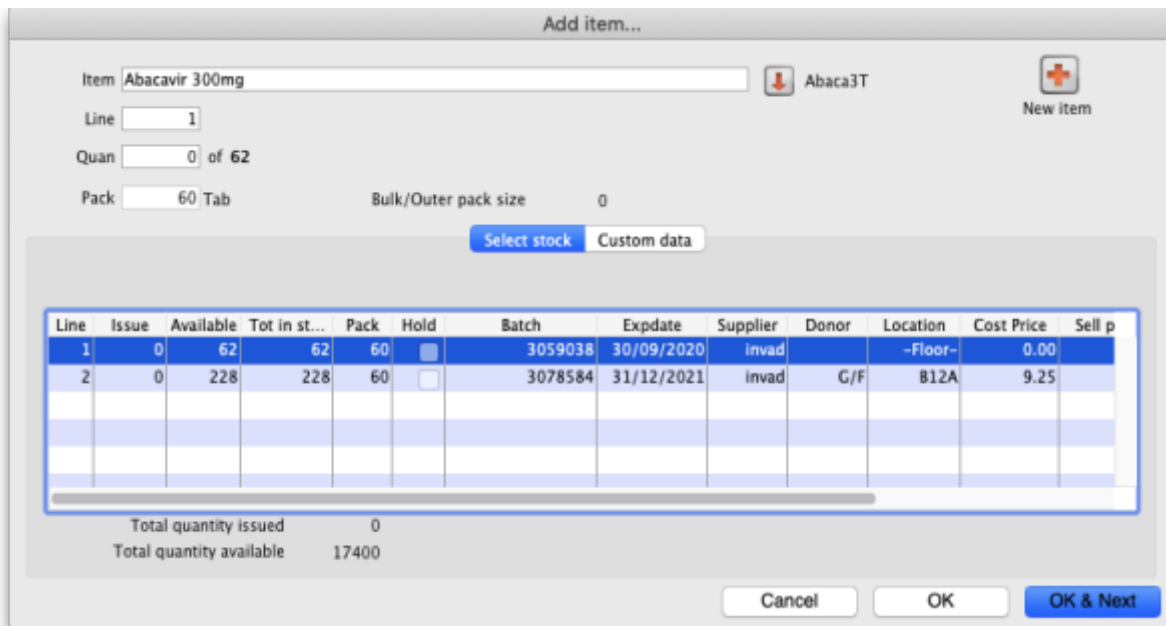 Add item...
Item Abacavir 300mg Abaca3T
New item
Line 1
Quan 0 of 62
Pack 60 Tab Bulk/Outer pack size 0
Select stock Custom data
Line Issue Available Tot in st... Pack Hold Batch Expdate Supplier Donor Location Cost Price Sell p
1 0 62 62 60 3059038 30/09/2020 invad -Floor- 0.00
2 0 228 228 60 3078584 31/12/2021 invad G/F B12A 9.25
Total quantity issued 0
Total quantity available 17400
Cancel OK OK & Next